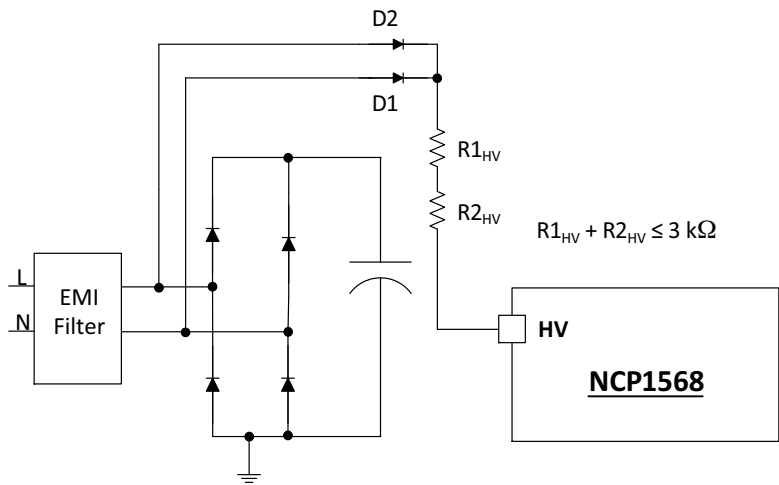 D2
D1
R1HV
R2HV
R1HV + R2HV ≤ 3 kΩ
L
EMI
Filter
N
HV
NCP1568